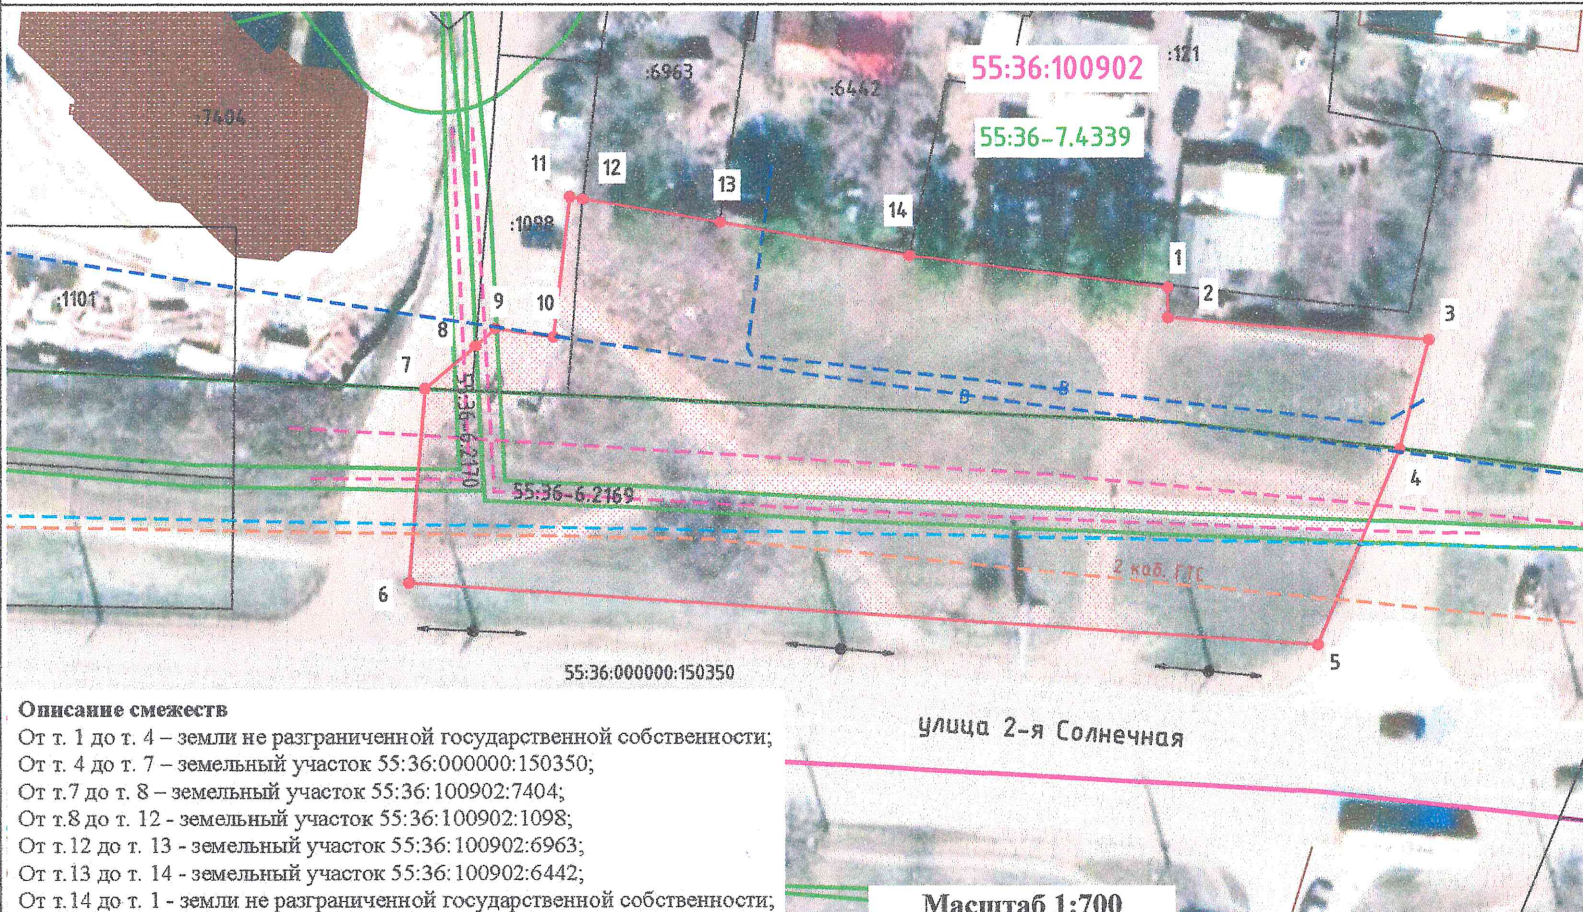 :7404
:6963
:6442
55:36:100902
:121
55:36-7.4339
11
12
13
14
:1088
1
2
3
:1101
10
9
8
7
В
В
4
55:36-6.2170
55:36-6.2169
2 каб. ГТС
6
5
55:36:000000:150350
улица 2-я Солнечная
Описание смежеств
От т. 1 до т. 4 – земли не разграниченной государственной собственности;
От т. 4 до т. 7 – земельный участок 55:36:000000:150350;
От т.7 до т. 8 – земельный участок 55:36:100902:7404;
От т.8 до т. 12 - земельный участок 55:36:100902:1098;
От т.12 до т. 13 - земельный участок 55:36:100902:6963;
От т.13 до т. 14 - земельный участок 55:36:100902:6442;
От т.14 до т. 1 - земли не разграниченной государственной собственности;
Масштаб 1:700